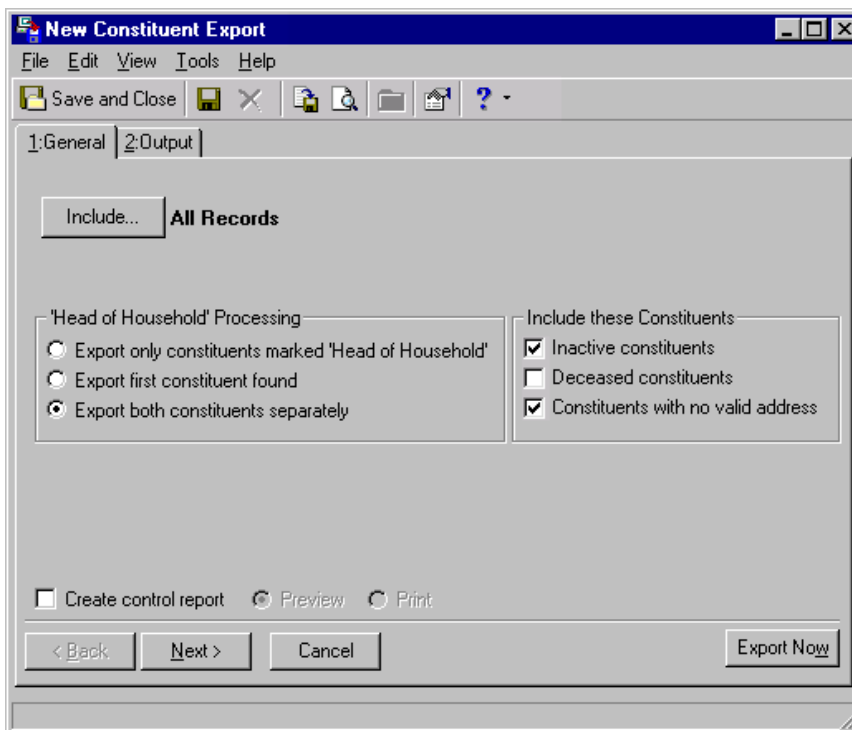 New Constituent Export
File Edit View Tools Help
Save and Close ?
1:General 2:Output
Include... All Records
'Head of Household' Processing
Export only constituents marked 'Head of Household'
Export first constituent found
Export both constituents separately
Include these Constituents
Inactive constituents
Deceased constituents
Constituents with no valid address
Create control report Preview Print
< Back Next > Cancel Export Now